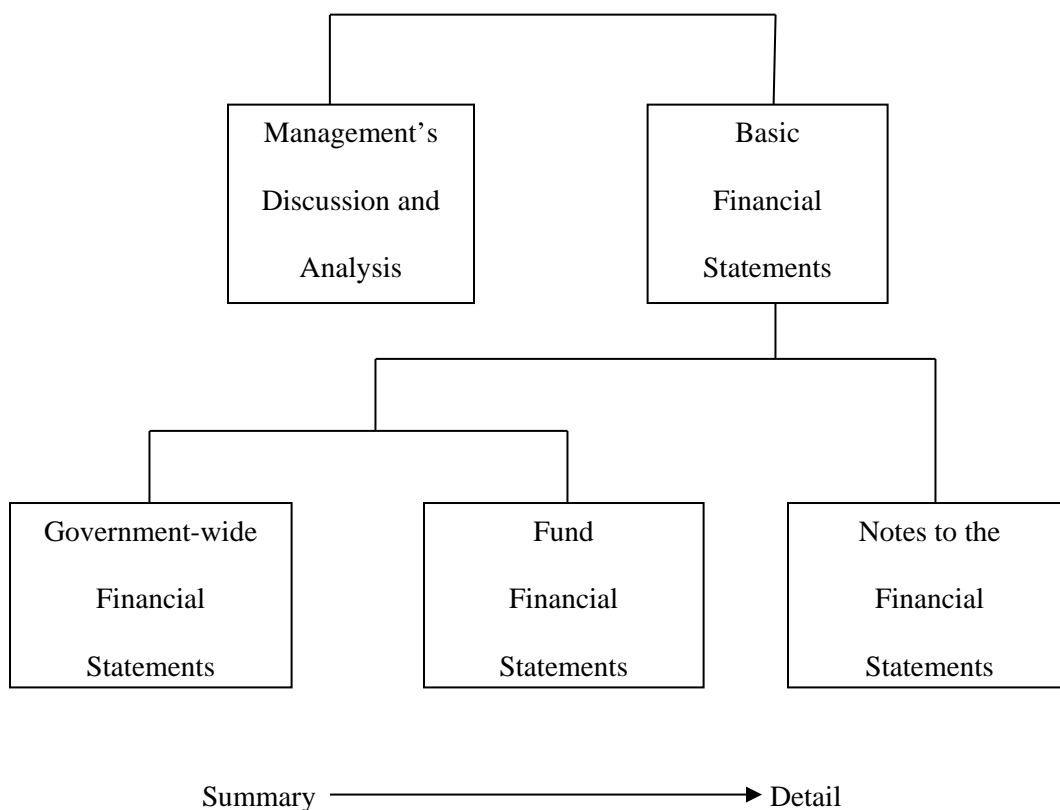 Management’s
Discussion and
Analysis
Basic
Financial
Statements
Government-wide
Financial
Statements
Fund
Financial
Statements
Notes to the
Financial
Statements
Summary
Detail